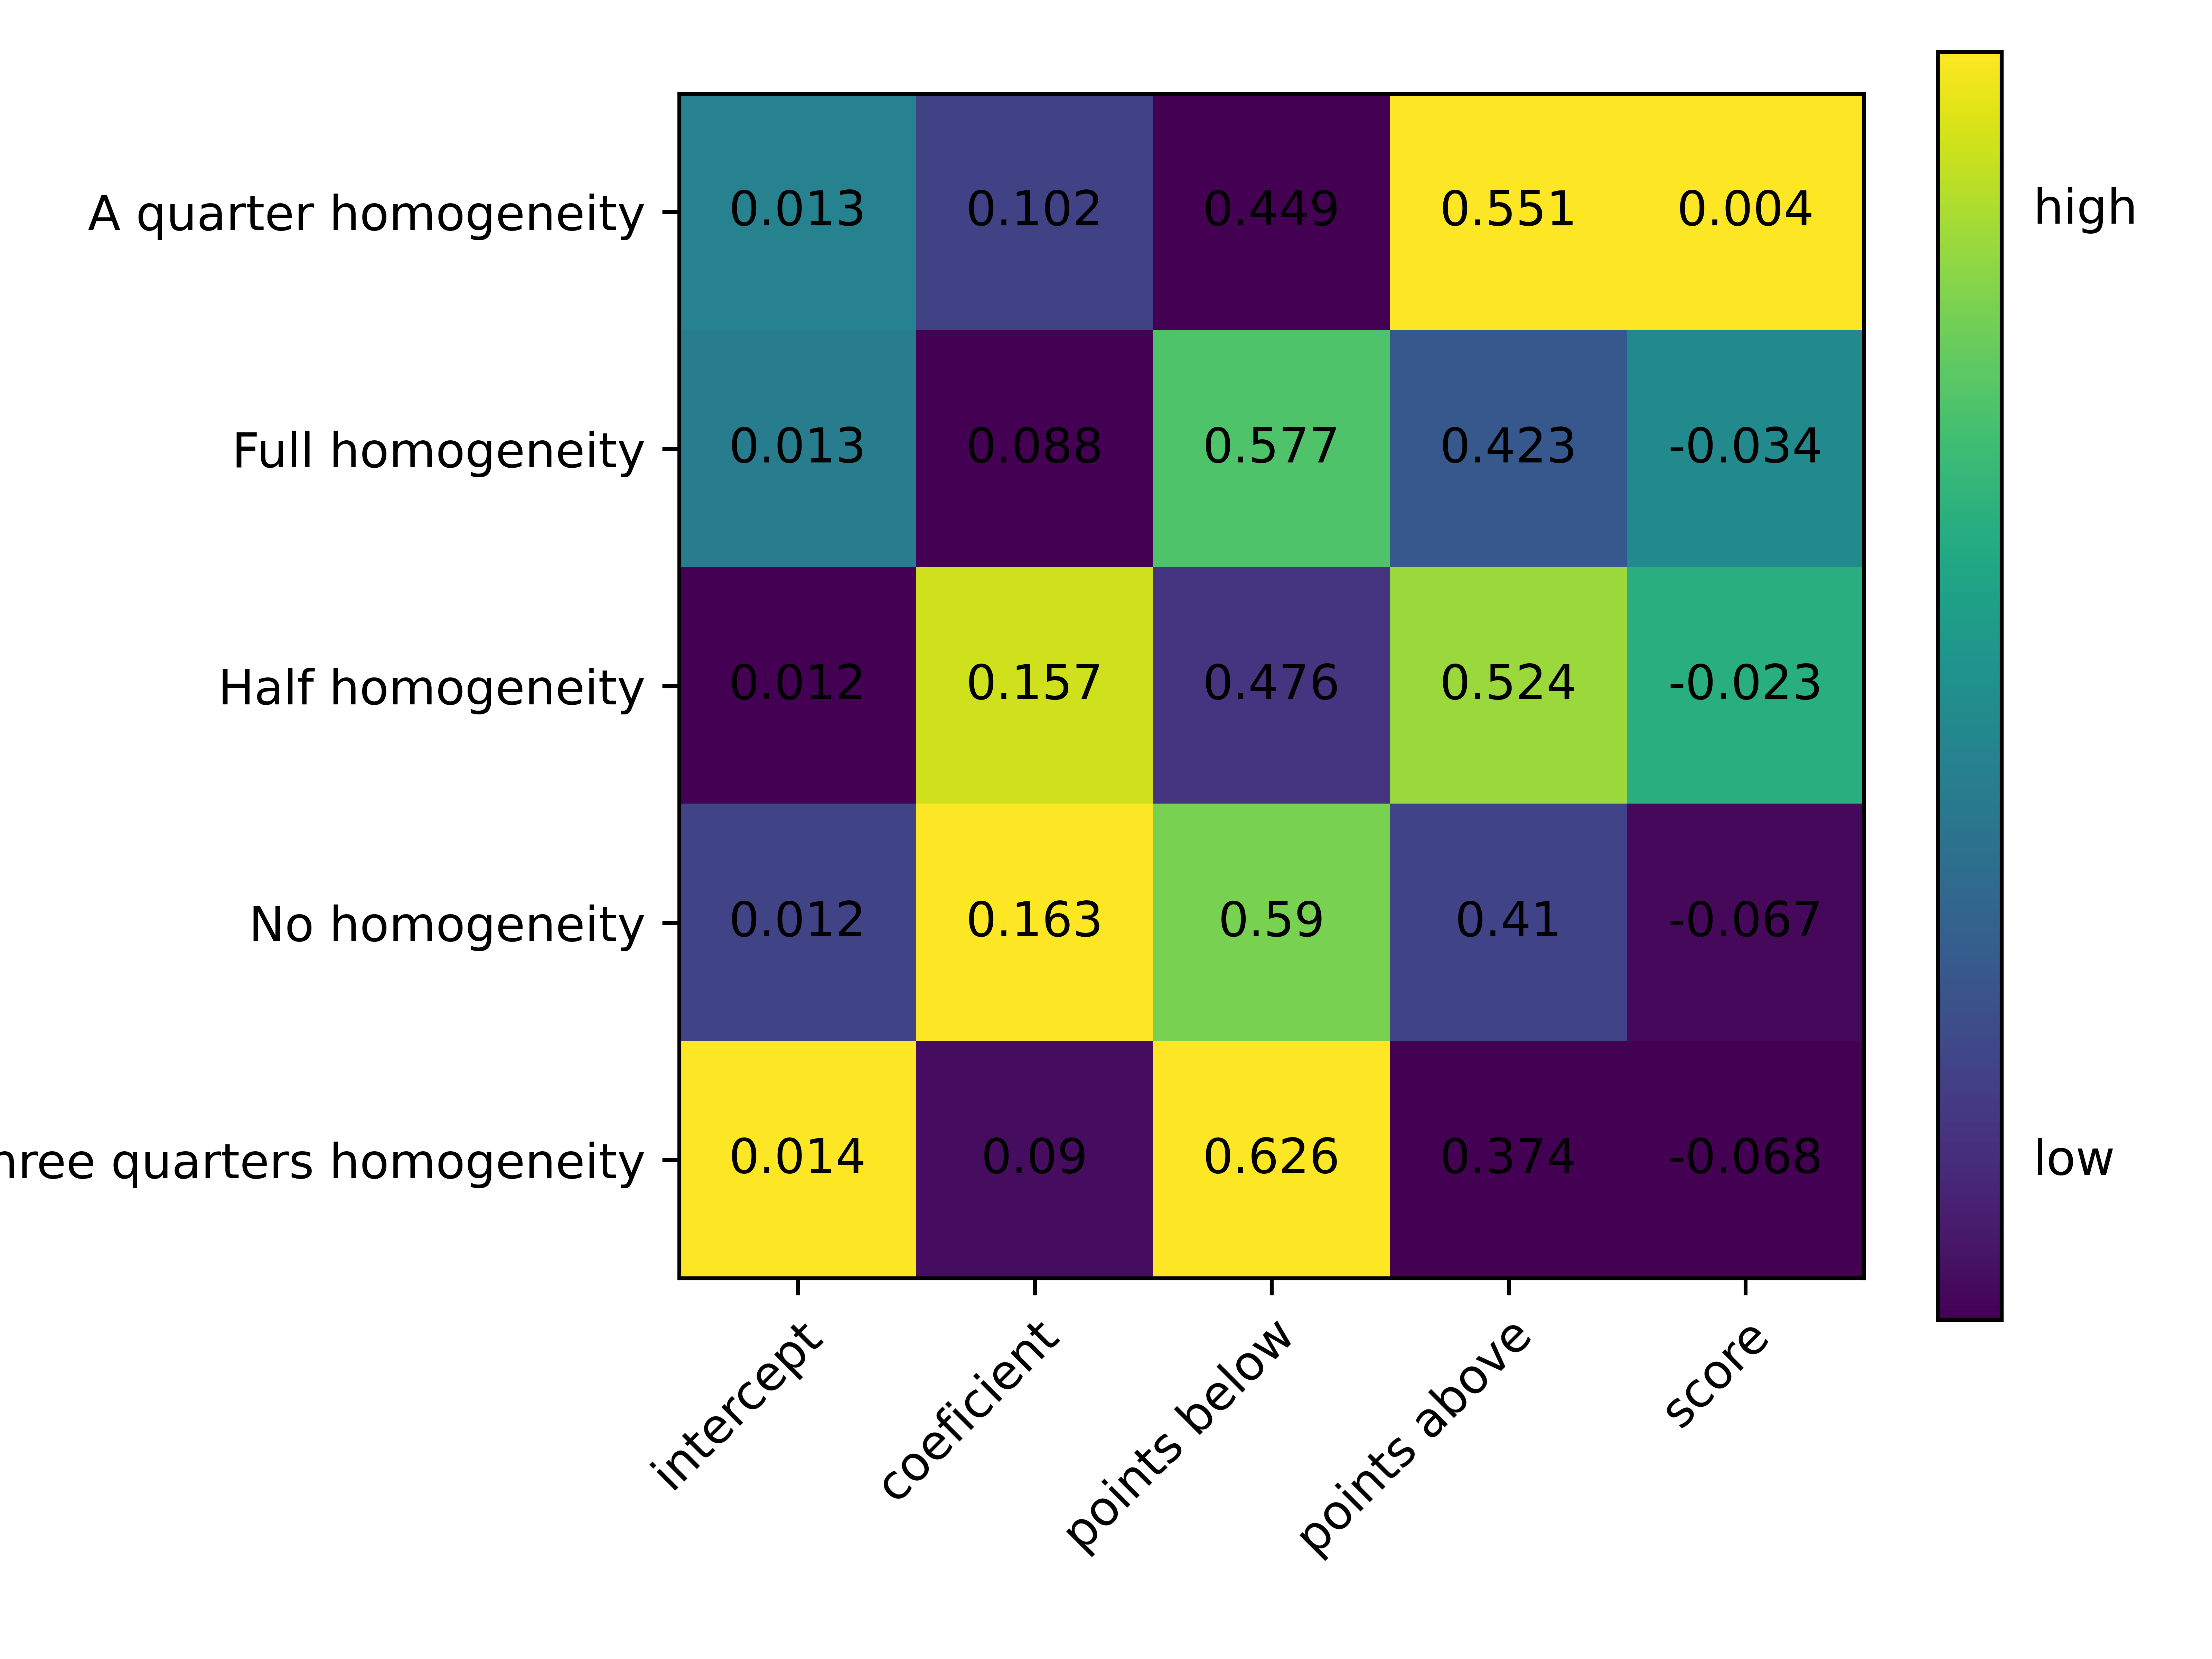 high
A quarter homogeneity 0.013 0.102 0.449 0.551 0.004
Full homogeneity 0.013 0.088 0.577 0.423 -0.034
Half homogeneity 0.012 0.157 0.476 0.524 -0.023
No homogeneity 0.012 0.163 0.59 0.41 -0.067
hree quarters homogeneity 0.014 0.09 0.626 0.374 -0.068
low
intercept
coeficient
points below
points above
score